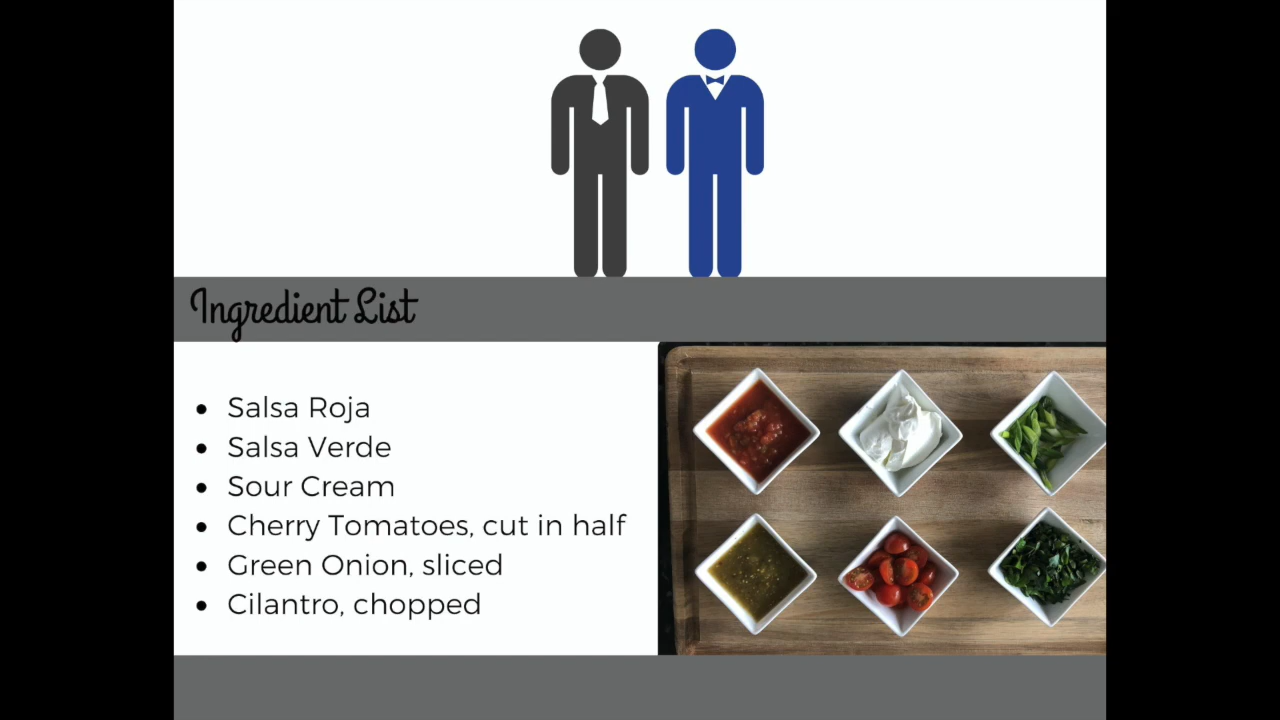 Ingredient List
Salsa Roja
Salsa Verde
Sour Cream
Cherry Tomatoes, cut in half
Green Onion, sliced
Cilantro, chopped